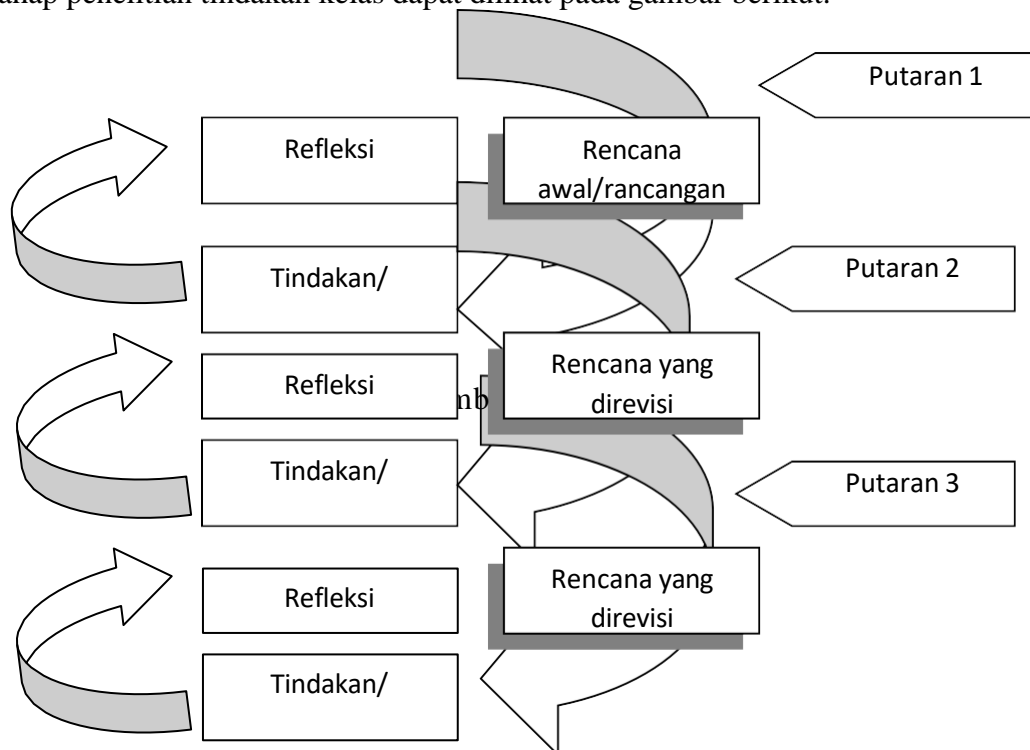 penelitian tindakan kelas dapat dilihat pada gambar berikut.
Putaran 1
Refleksi
Rencana
awal/rancangan
Tindakan/
Putaran 2
Refleksi
Rencana yang
direvisi
Tindakan/
Putaran 3
Refleksi
Rencana yang
direvisi
Tindakan/